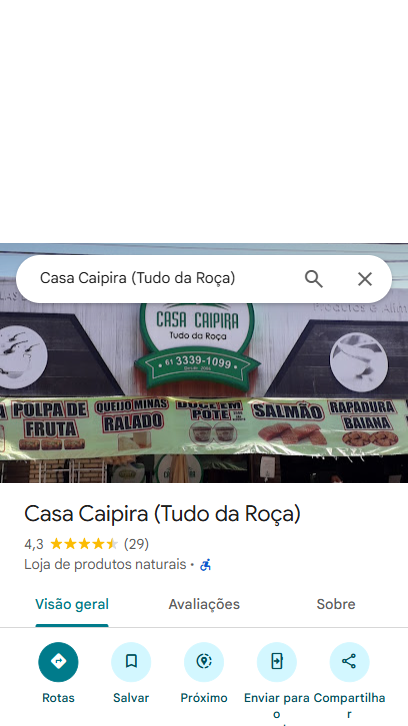 Casa Caipira (Tudo da Roça)
CASA CAIPIRA
Tudo da Roça
61 3339-1099
POLPA DE
FRUTA
QUEIJO MINAS
RALADO
DOCE EM
POTE
SALMÃO
RAPADURA
BAIANA
Casa Caipira (Tudo da Roça)
4,3 (29)
Loja de produtos naturais •
Visão geral
Avaliações
Sobre
Rotas
Salvar
Próximo
Enviar para
o
Compartilha
r